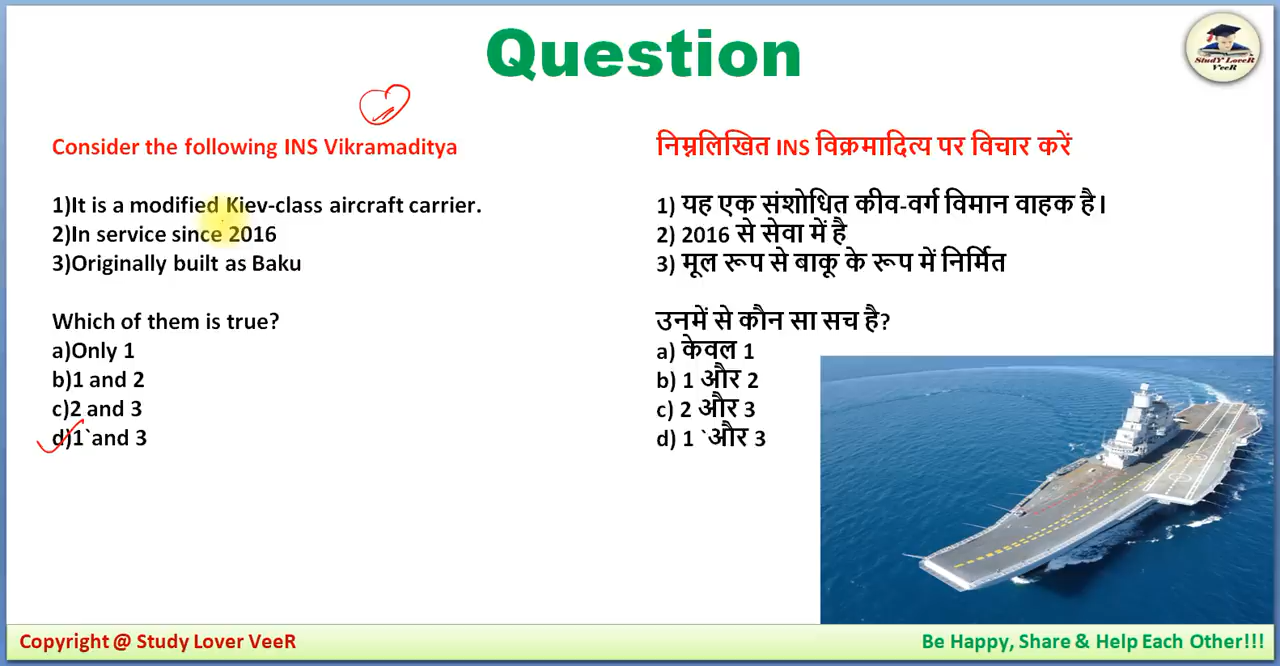 Question
StudY LoveR
VeeR
Consider the following INS Vikramaditya
1)It is a modified Kiev-class aircraft carrier.
2)In service since 2016
3)Originally built as Baku
Which of them is true?
a)Only 1
b)1 and 2
c)2 and 3
d)1`and 3
निम्नलिखित INS विक्रमादित्य पर विचार करें
1) यह एक संशोधित कीव-वर्ग विमान वाहक है।
2) 2016 से सेवा में है
3) मूल रूप से बाकू के रूप में निर्मित
उनमें से कौन सा सच है?
a) केवल 1
b) 1 और 2
c) 2 और 3
d) 1 `और 3
Copyright @ Study Lover VeeR
Be Happy, Share & Help Each Other!!!